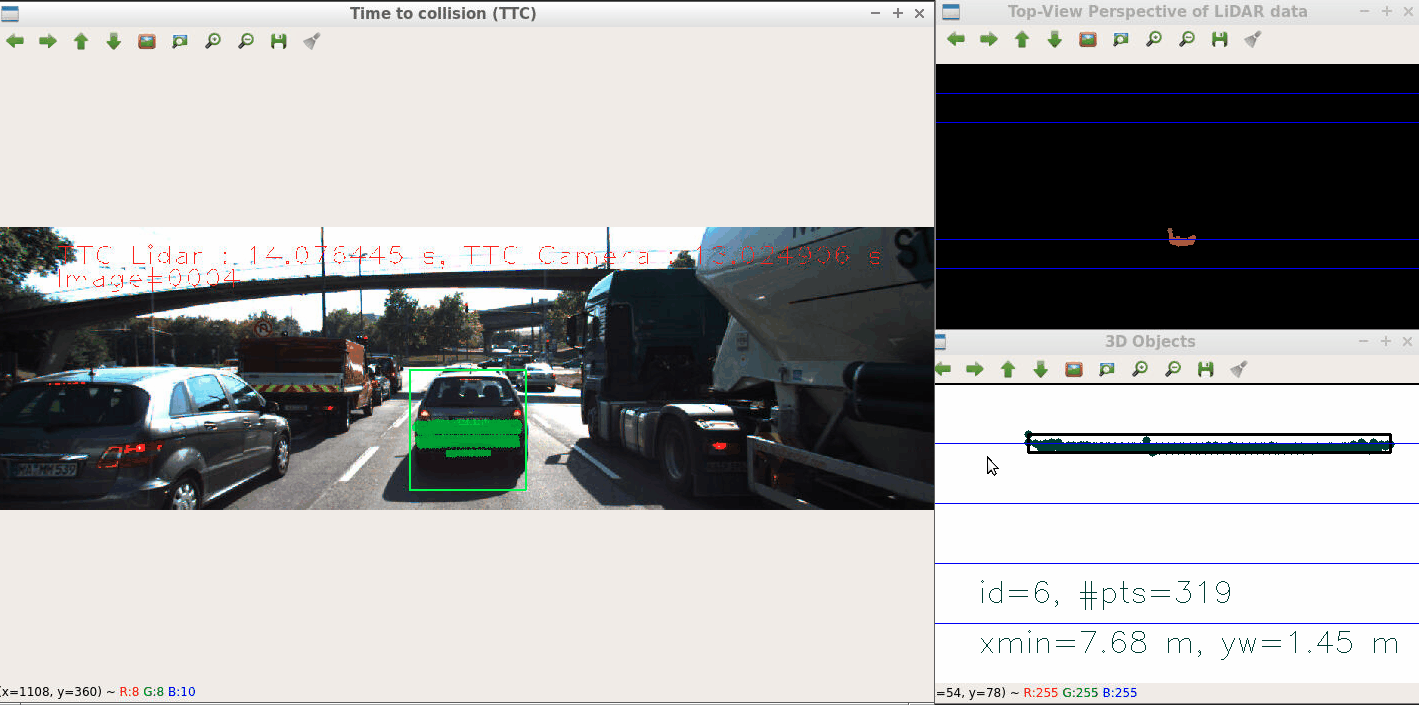 Time to collision (TTC)
TTC Lidar : 14.076445 s, TTC Camera : s
Image#0004
(x=1108, y=360) ~ R:8 G:8 B:10
Top-View Perspective of LiDAR data
3D Objects
id=6, #pts=319
xmin=7.68 m, yw=1.45 m
=54, y=78) ~ R:255 G:255 B:255